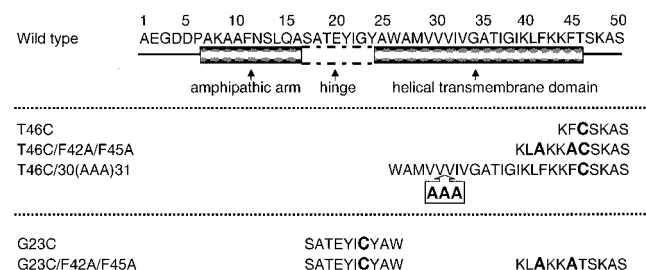 1 5 10 15 20 25 30 35 40 45 50
Wild type AEGDDPAKAAFNSLQASATEYIGYAWAMVVVIVGATIGIKLFKKFTSKAS
amphipathic arm hinge helical transmembrane domain
T46C KFCSKAS
T46C/F42A/F45A KLAKKACSKAS
T46C/30(AAA)31 WAMVVVIVGATIGIKLFKKFCSKAS
AAA
G23C SATEYICYAW
G23C/F42A/F45A SATEYICYAW KLAKKATSKAS